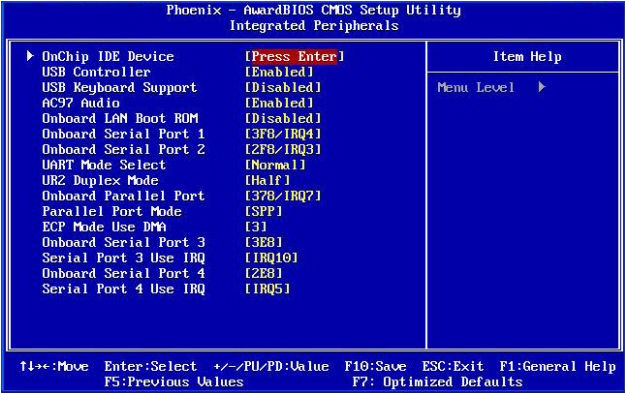 Phoenix - AwardBIOS CMOS Setup Utility
Integrated Peripherals
OnChip IDE Device [Press Enter]
USB Controller [Enabled]
USB Keyboard Support [Disabled]
AC97 Audio [Enabled]
Onboard LAN Boot ROM [Disabled]
Onboard Serial Port 1 [3F8/IRQ4]
Onboard Serial Port 2 [2F8/IRQ3]
UART Mode Select [Normal]
UR2 Duplex Mode [Half]
Onboard Parallel Port [378/IRQ7]
Parallel Port Mode [SPP]
ECP Mode Use DMA [3]
Onboard Serial Port 3 [3E8]
Serial Port 3 Use IRQ [IRQ10]
Onboard Serial Port 4 [2E8]
Serial Port 4 Use IRQ [IRQ5]
Item Help
Menu Level ▶
↑↓→←:Move Enter:Select +/-/PU/PD:Value F10:Save ESC:Exit F1:General Help
F5:Previous Values F7: Optimized Defaults